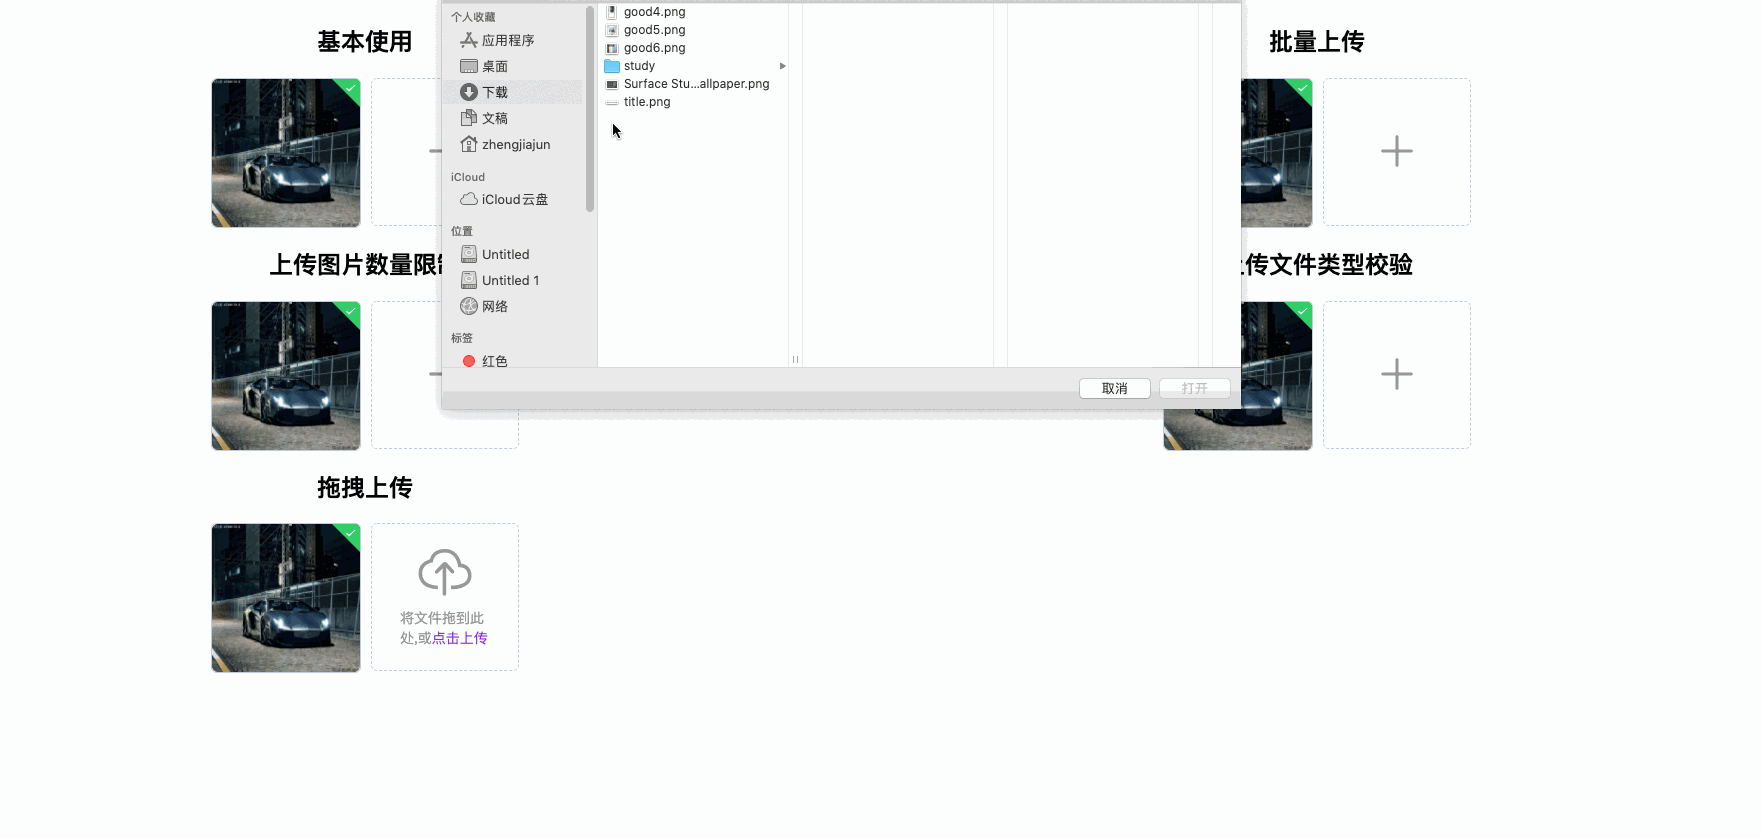 个人收藏
应用程序
桌面
下载
文稿
zhengjiajun
iCloud
iCloud云盘
位置
Untitled
Untitled 1
网络
标签
红色
good4.png
good5.png
good6.png
study
Surface Stu...allpaper.png
title.png
取消
打开
基本使用
批量上传
上传图片数量限
传文件类型校验
拖拽上传
将文件拖到此
处,或点击上传